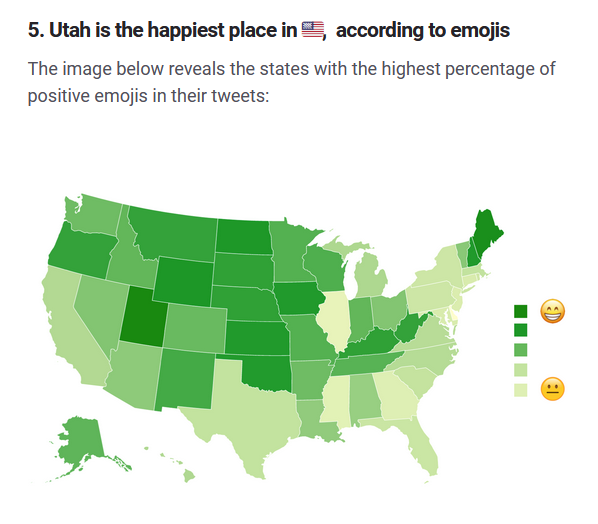 5. Utah is the happiest place in 🇺🇸, according to emojis
The image below reveals the states with the highest percentage of
positive emojis in their tweets: